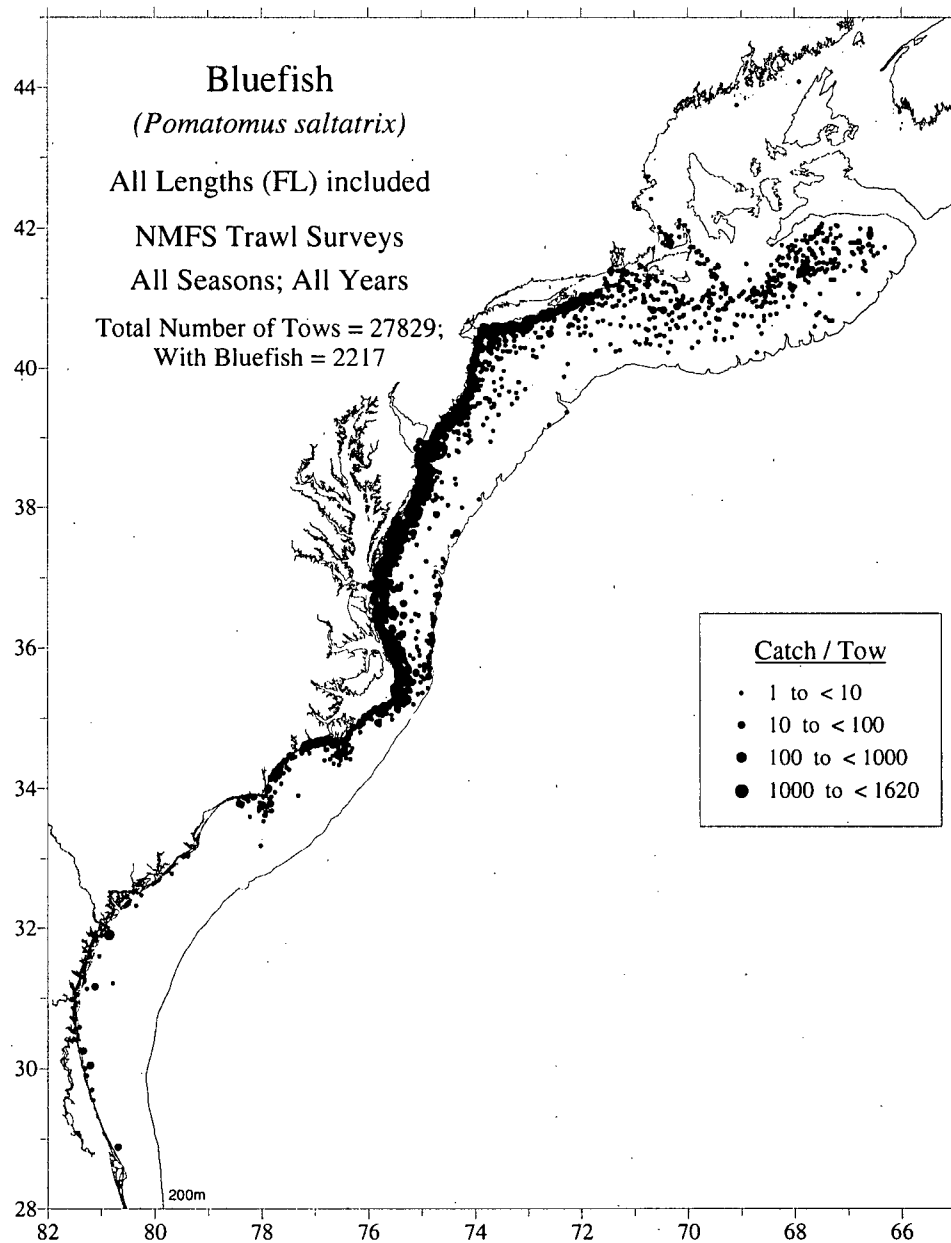 Bluefish
(Pomatomus saltatrix)
All Lengths (FL) included
NMFS Trawl Surveys
All Seasons; All Years
Total Number of Tows = 27829;
With Bluefish = 2217
44
42
40
38
36
34
32
30
28
Catch / Tow
1 to < 10
10 to < 100
100 to < 1000
1000 to < 1620
200m
82 80 78 76 74 72 70 68 66